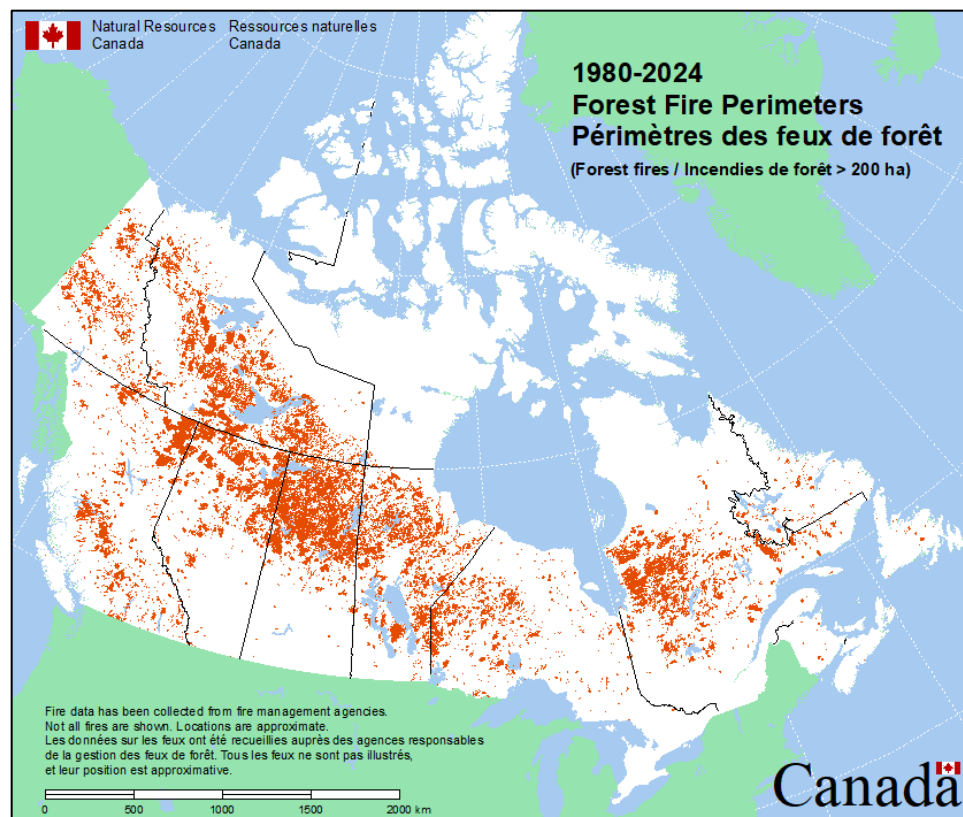 Natural Resources Ressources naturelles
Canada Canada
1980-2024
Forest Fire Perimeters
Périmètres des feux de forêt
(Forest fires / Incendies de forêt > 200 ha)
Fire data has been collected from fire management agencies.
Not all fires are shown. Locations are approximate.
Les données sur les feux ont été recueillies auprès des agences responsables
de la gestion des feux de forêt. Tous les feux ne sont pas illustrés,
et leur position est approximative.
0 500 1000 1500 2000 km
Canada